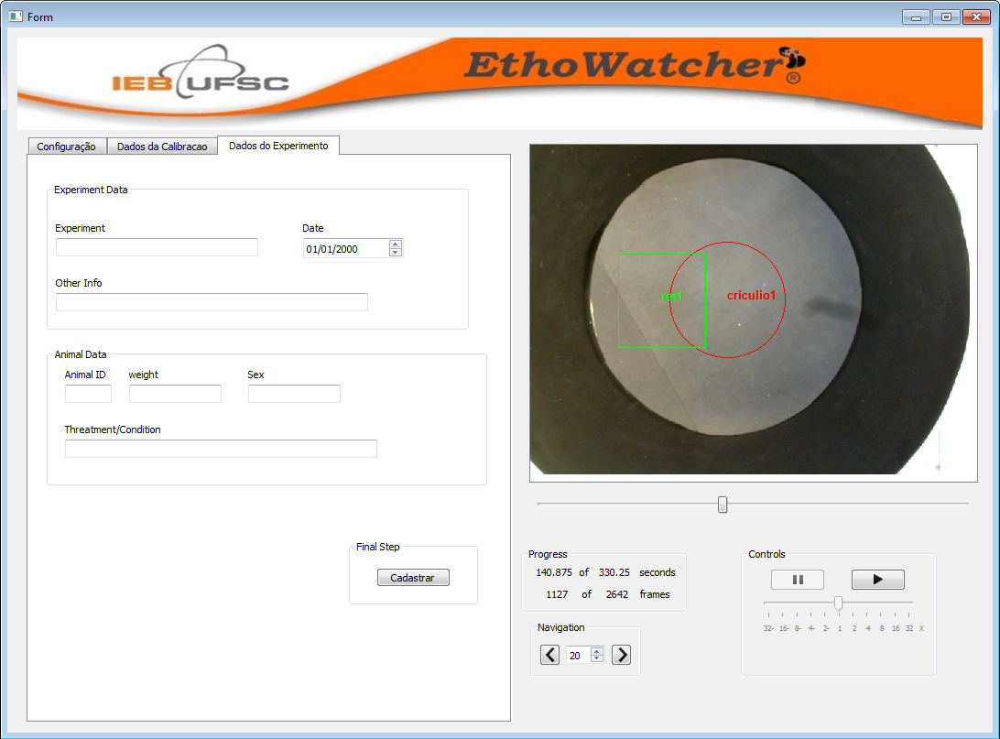 Form
IEB UFSC
EthoWatcher ®
Configuração
Dados da Calibracao
Dados do Experimento
Experiment Data
Experiment
Date
01/01/2000
Other Info
Animal Data
Animal ID
weight
Sex
Threatment/Condition
Final Step
Cadastrar
criculio1
Progress
140.875 of 330.25 seconds
1127 of 2642 frames
Navigation
20
Controls
32- 16- 8- 4- 2- 1 2 4 8 16 32 X